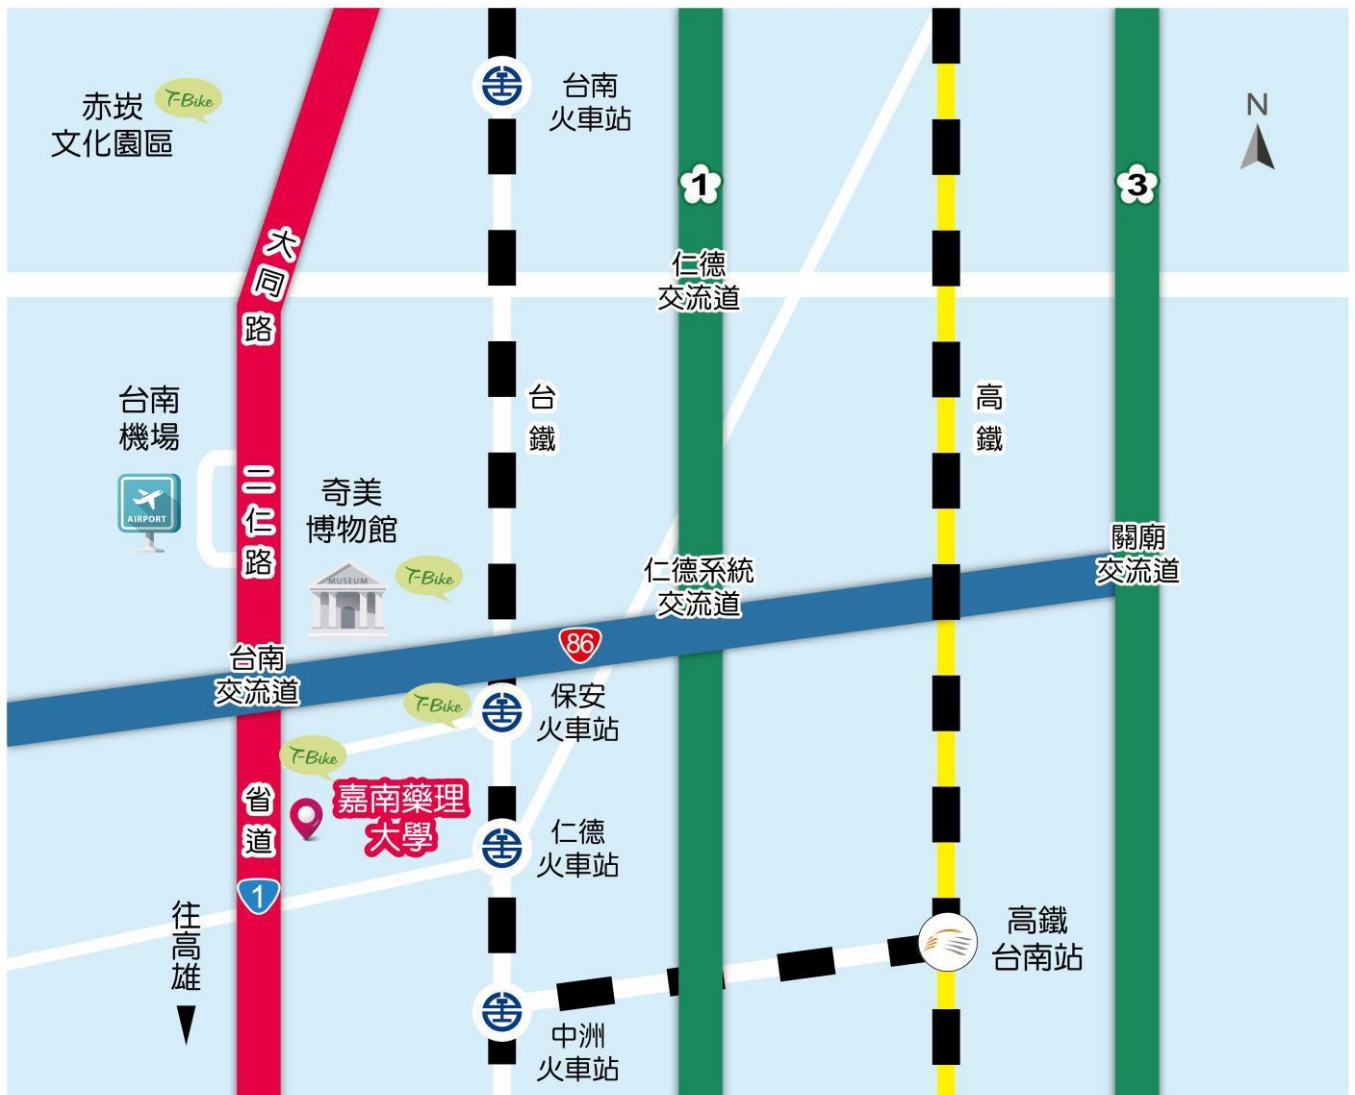 台南
火車站
N
赤崁
文化園區
T-Bike
1
3
大同路
仁德
交流道
台鐵
高鐵
台南
機場
AIRPORT
二仁路
奇美
博物館
MUSEUM
T-Bike
關廟
交流道
仁德系統
交流道
86
台南
交流道
T-Bike
保安
火車站
T-Bike
嘉南藥理
大學
省道
1
仁德
火車站
往高雄
高鐵
台南站
中洲
火車站